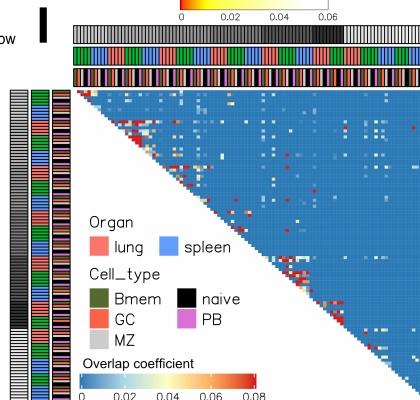 0 0.02 0.04 0.06
ow
Organ
lung spleen
Cell_type
Bmem naive
GC PB
MZ
Overlap coefficient
0 0.02 0.04 0.06 0.08